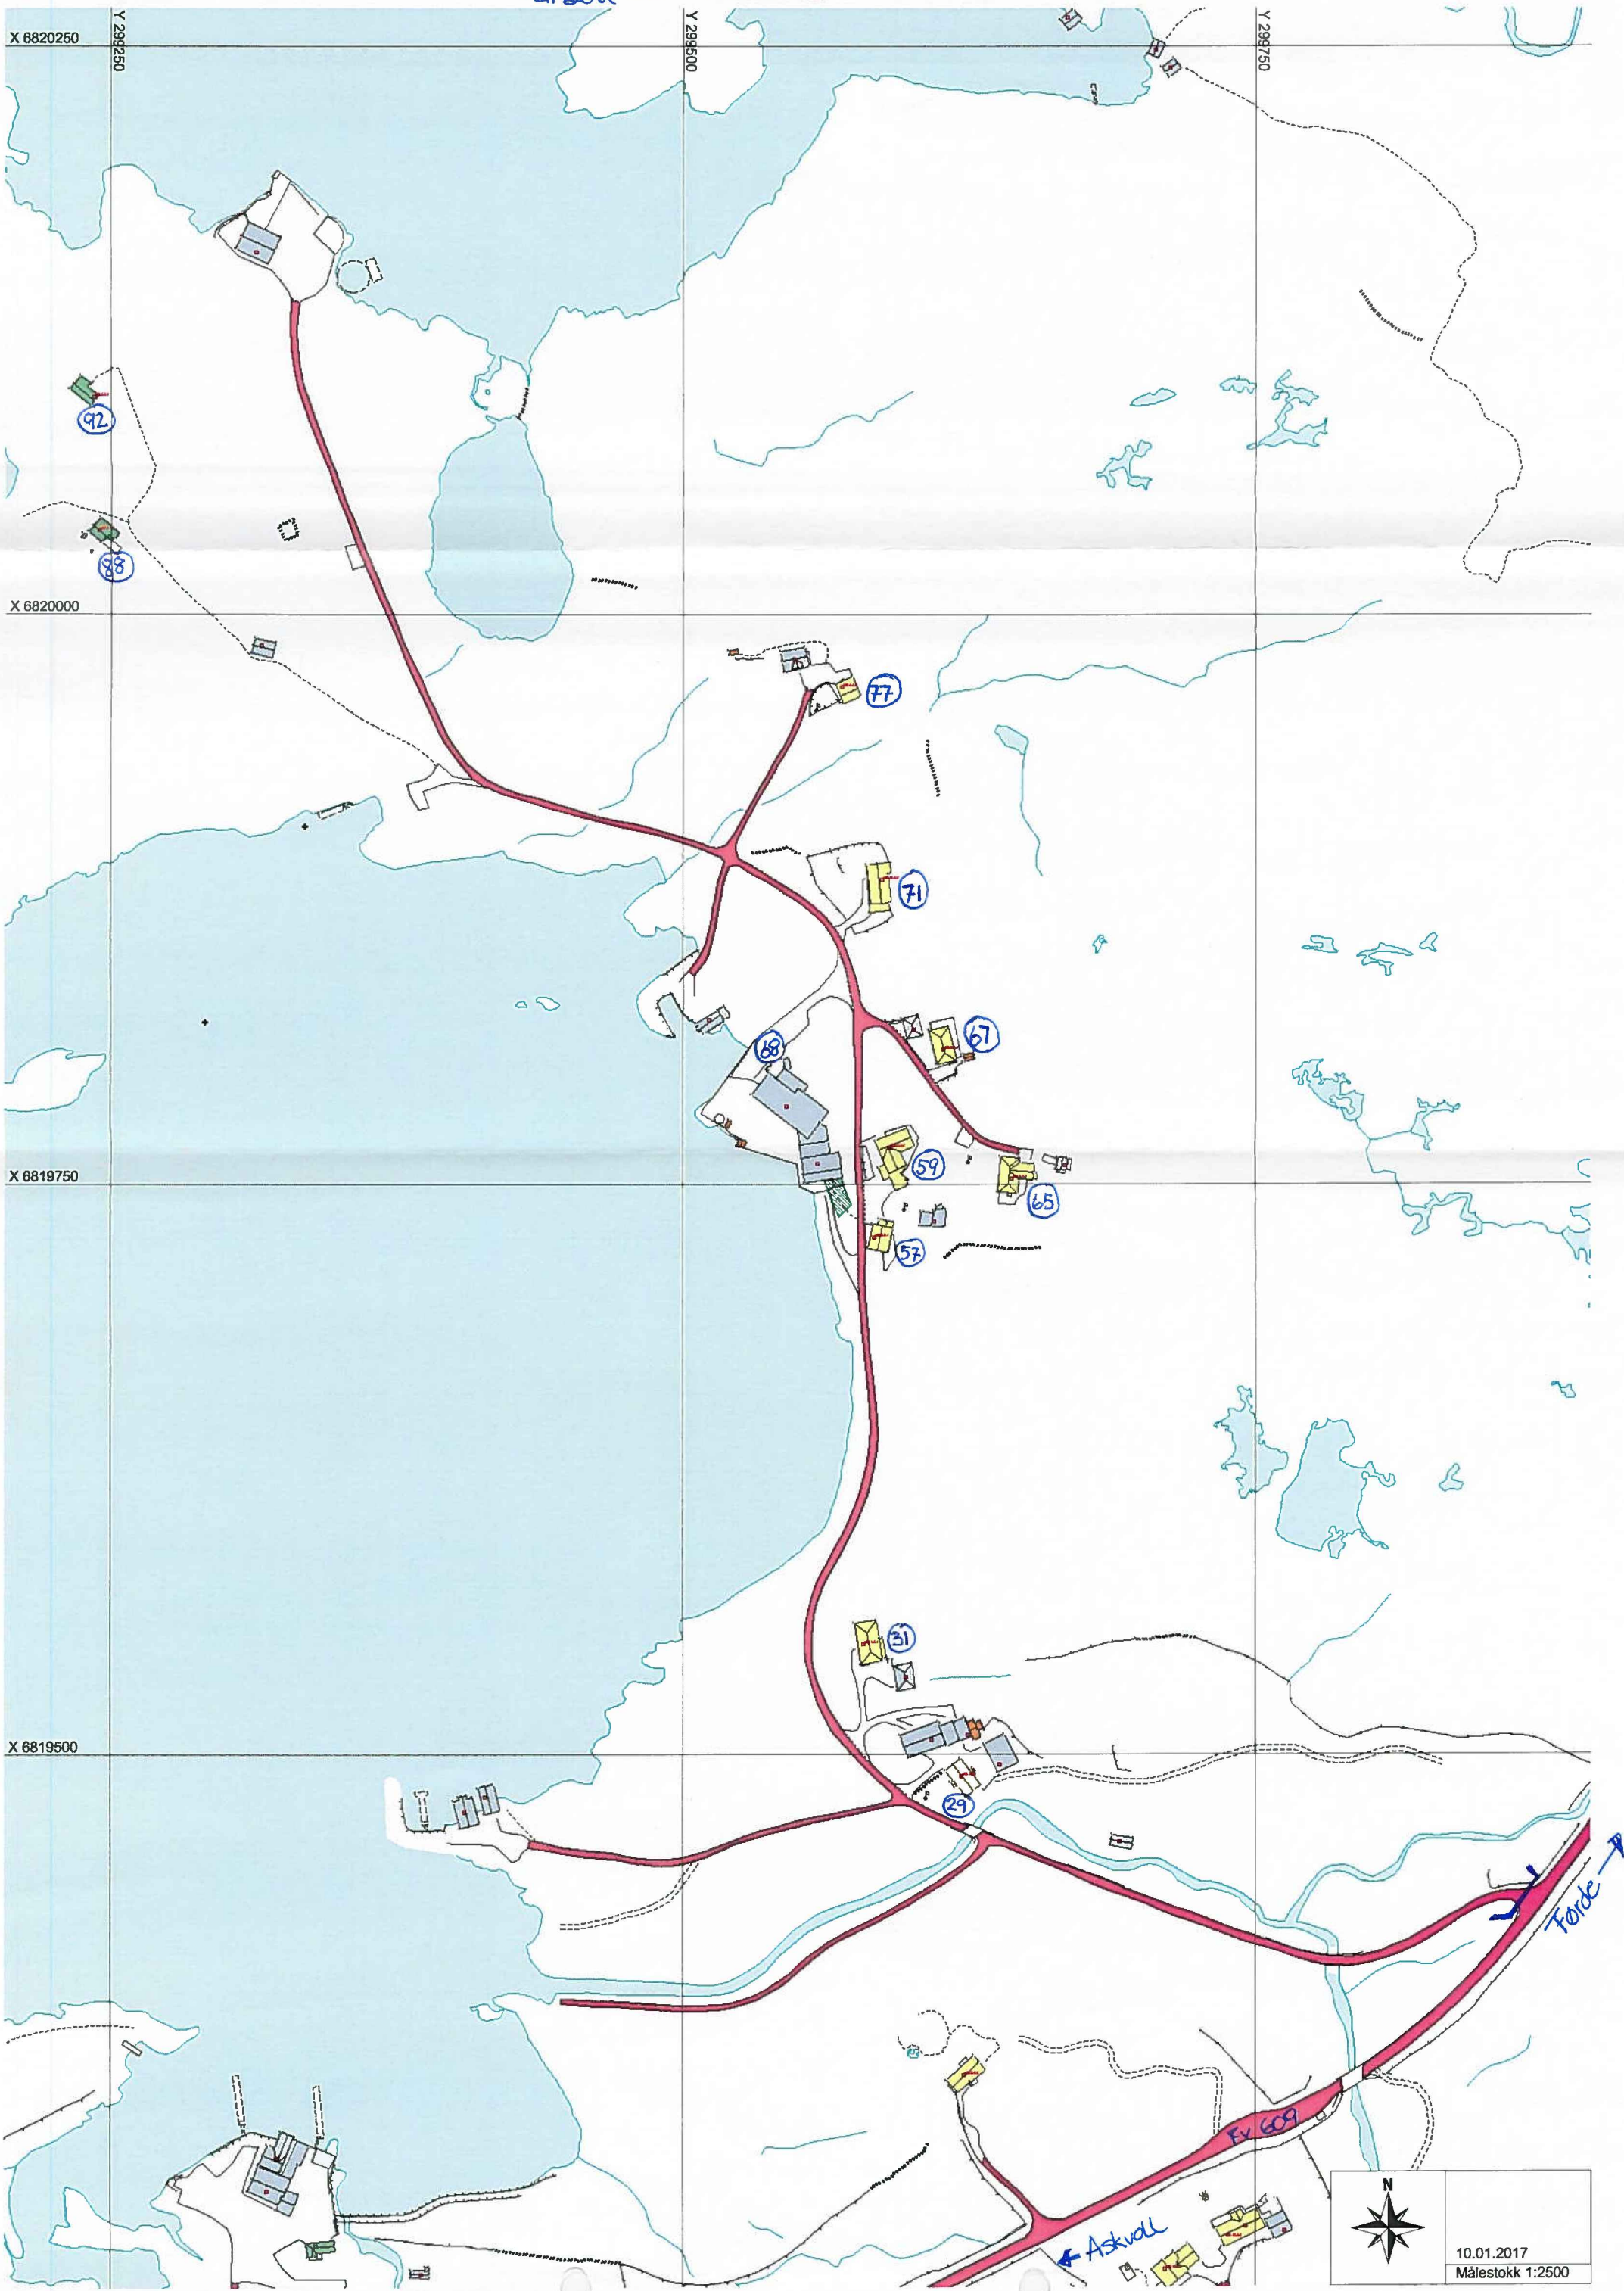 X 6820250
Y 299250
Y 299500
Y 299750
92
88
X 6820000
77
71
67
68
59
65
X 6819750
57
31
X 6819500
29
Førde →
Fv 609
← Askvoll
N
10.01.2017
Målestokk 1:2500